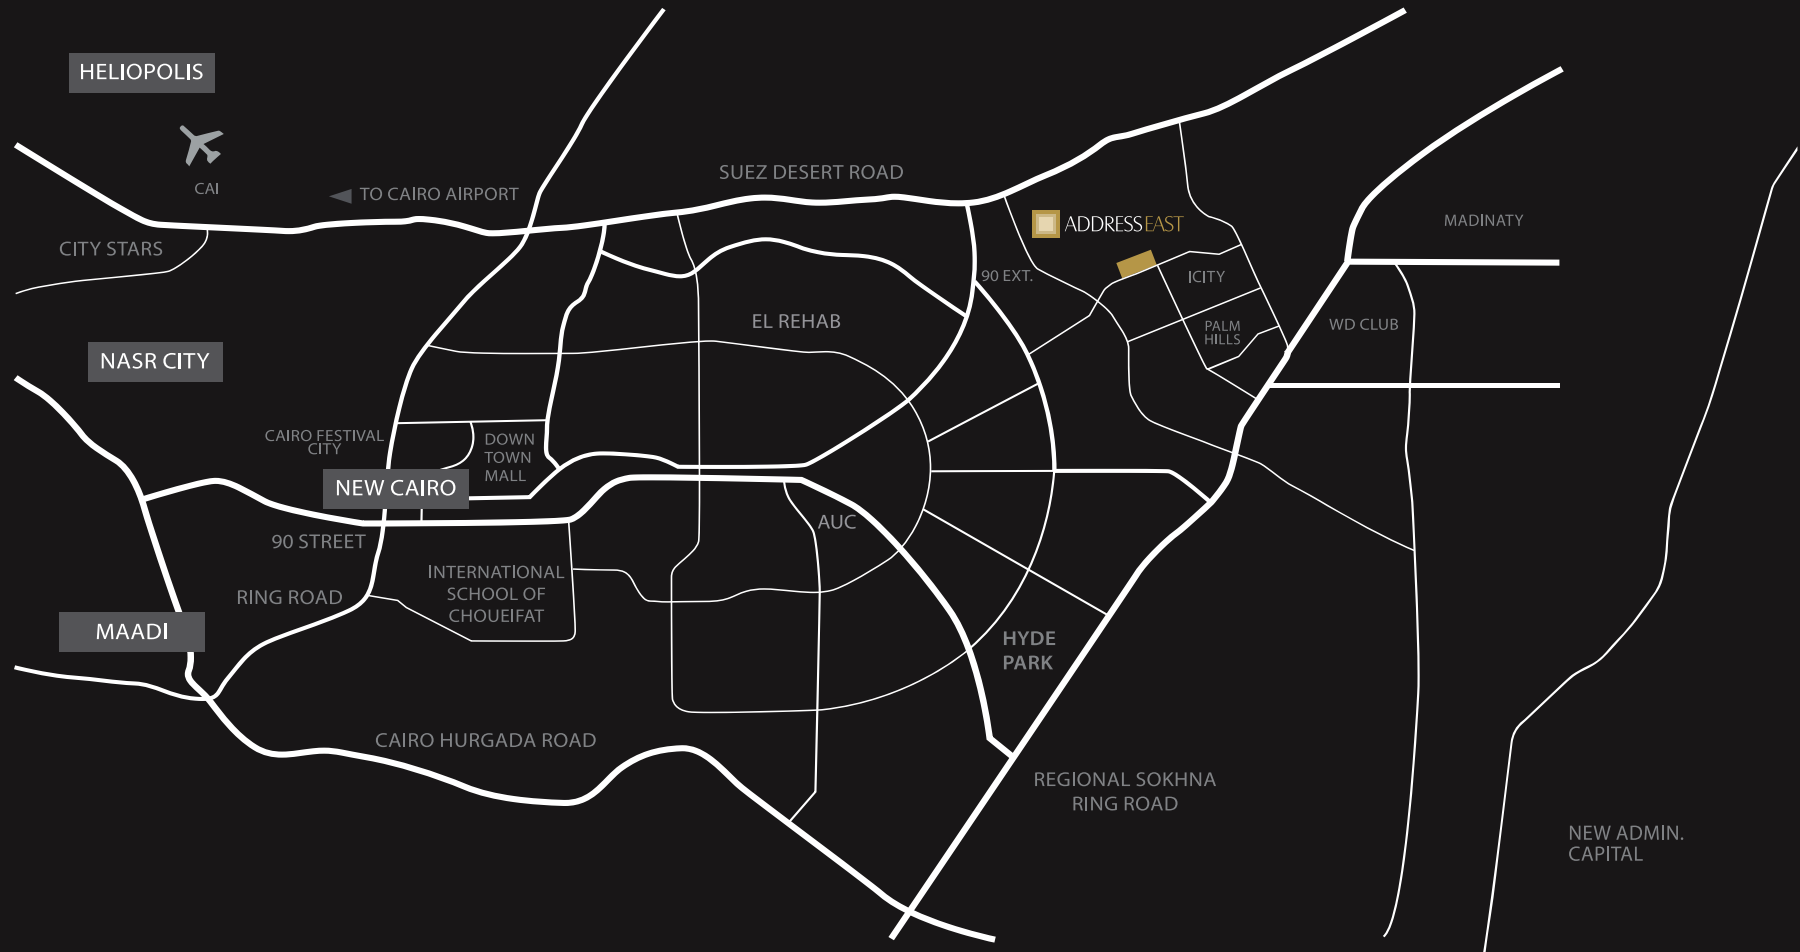 HELIOPOLIS
CAI
TO CAIRO AIRPORT
SUEZ DESERT ROAD
CITY STARS
ADDRESSEAST
MADINATY
90 EXT.
ICITY
EL REHAB
PALM
HILLS
WD CLUB
NASR CITY
CAIRO FESTIVAL
CITY
DOWN
TOWN
MALL
NEW CAIRO
AUC
90 STREET
INTERNATIONAL
SCHOOL OF
CHOUEIFAT
RING ROAD
MAADI
HYDE
PARK
CAIRO HURGADA ROAD
REGIONAL SOKHNA
RING ROAD
NEW ADMIN.
CAPITAL